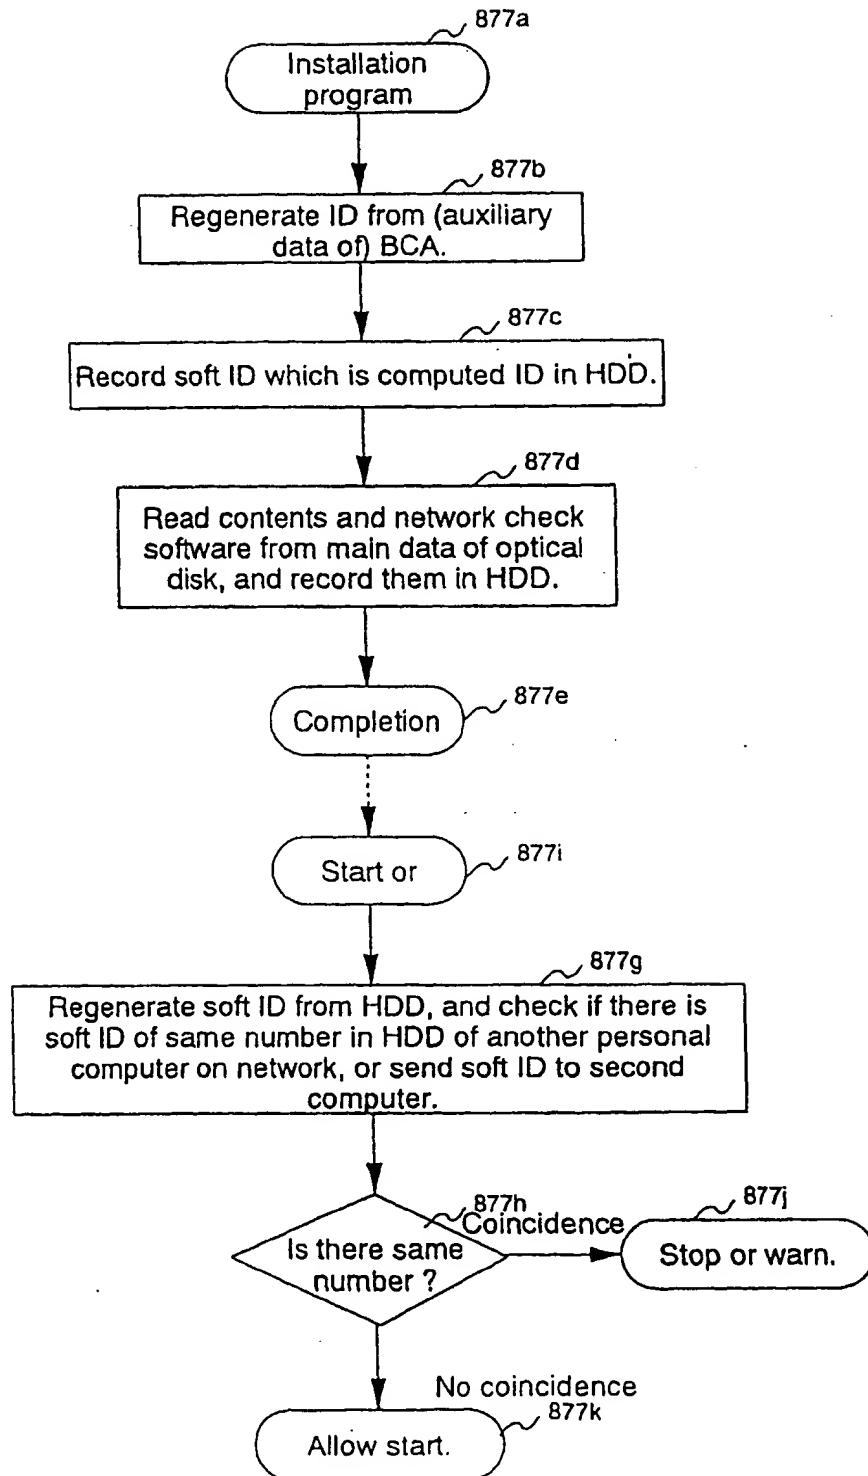 877a
Installation
program
877b
Regenerate ID from (auxiliary
data of) BCA.
877c
Record soft ID which is computed ID in HDD.
877d
Read contents and network check
software from main data of optical
disk, and record them in HDD.
877e
Completion
877i
Start or
877g
Regenerate soft ID from HDD, and check if there is
soft ID of same number in HDD of another personal
computer on network, or send soft ID to second
computer.
877h
Coincidence
877j
Is there same
number ?
Stop or warn.
No coincidence
877k
Allow start.